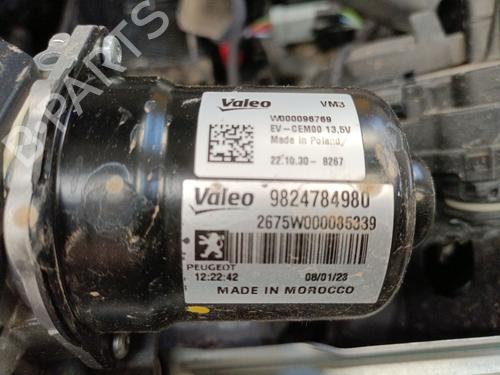 B-PARTS
Valeo VM3
W000096769
EV-CEM00 13,5V
Made in Poland
22.10.30- 8267
Valeo 9824784980
2675W000085339
PEUGEOT
12:22:42 08/01/23
MADE IN MOROCCO